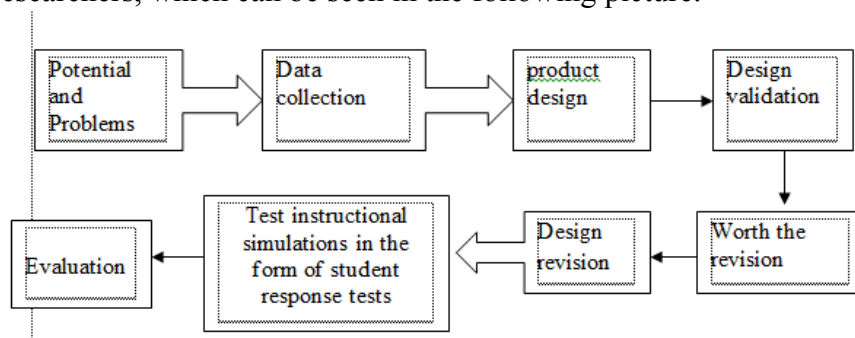 esearchers, which can be seen in the following picture.
Potential
and
Problems
Data
collection
product
design
Design
validation
Worth the
revision
Design
revision
Test instructional
simulations in the
form of student
response tests
Evaluation